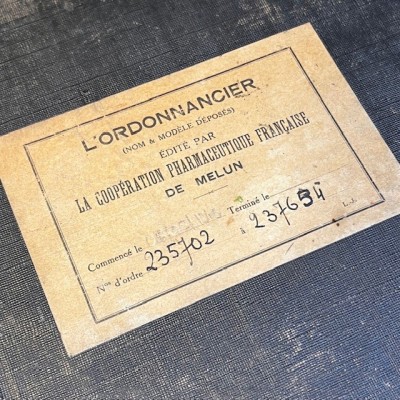 L'ORDONNANCIER
(NOM & MODÈLE DÉPOSÉS)
ÉDITÉ PAR
LA COOPÉRATION PHARMACEUTIQUE FRANÇAISE
DE MELUN
Commencé le Terminé le
Nos d'ordre 235702 à 237654 L. J.